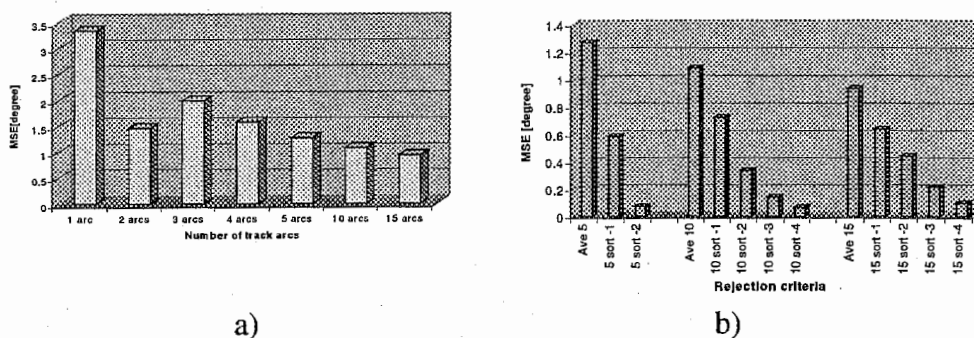 3.5
3
2.5
2
1.5
1
0.5
0
MSE[degree]
1 arc 2 arcs 3 arcs 4 arcs 5 arcs 10 arcs 15 arcs
Number of track arcs
a)
1.4
1.2
1
0.8
0.6
0.4
0.2
0
MSE [degree]
Ave 5
5 sort -1
5 sort -2
Ave 10
10 sort -1
10 sort -2
10 sort -3
10 sort -4
Ave 15
15 sort -1
15 sort -2
15 sort -3
15 sort -4
Rejection criteria
b)